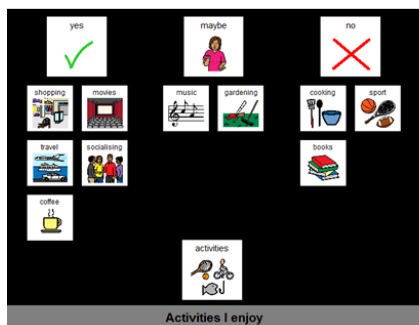 yes maybe no
shopping movies music gardening cooking sport
travel socialising books
coffee
activities
Activities I enjoy